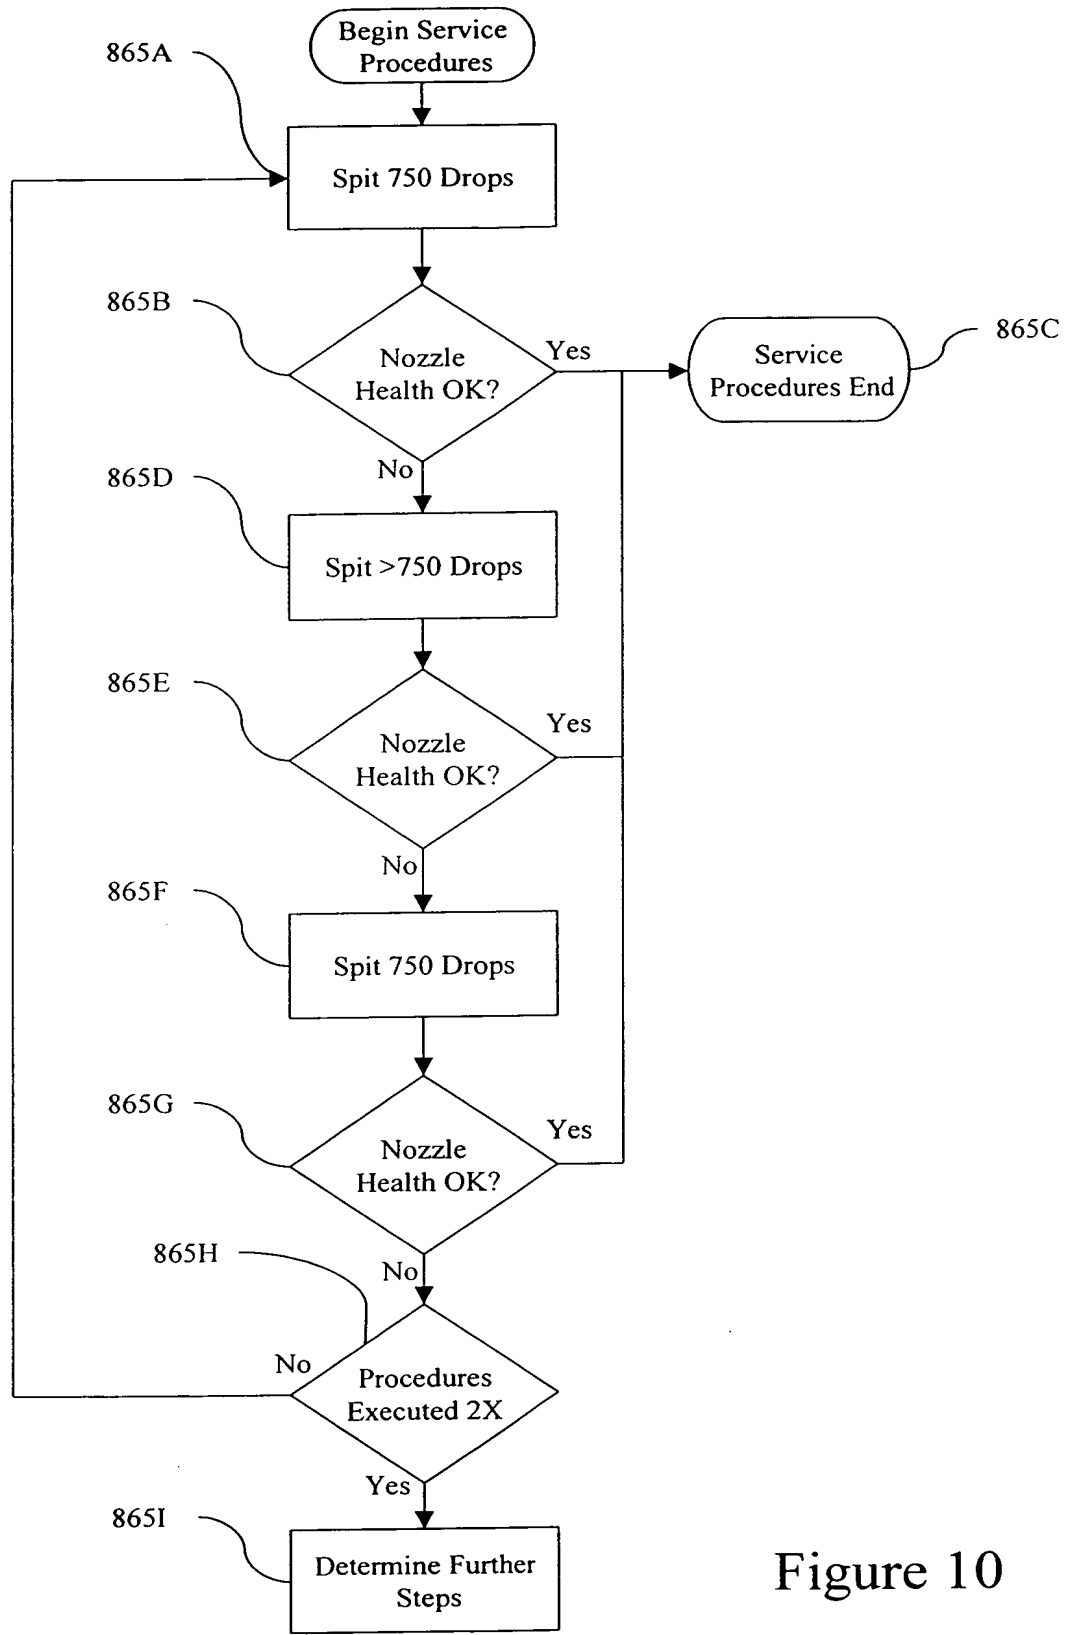 Begin Service
Procedures
865A
Spit 750 Drops
865B
Nozzle
Health OK?
Yes
Service
Procedures End
865C
No
865D
Spit >750 Drops
865E
Nozzle
Health OK?
Yes
No
865F
Spit 750 Drops
865G
Nozzle
Health OK?
Yes
No
865H
No
Procedures
Executed 2X
Yes
865I
Determine Further
Steps
Figure 10